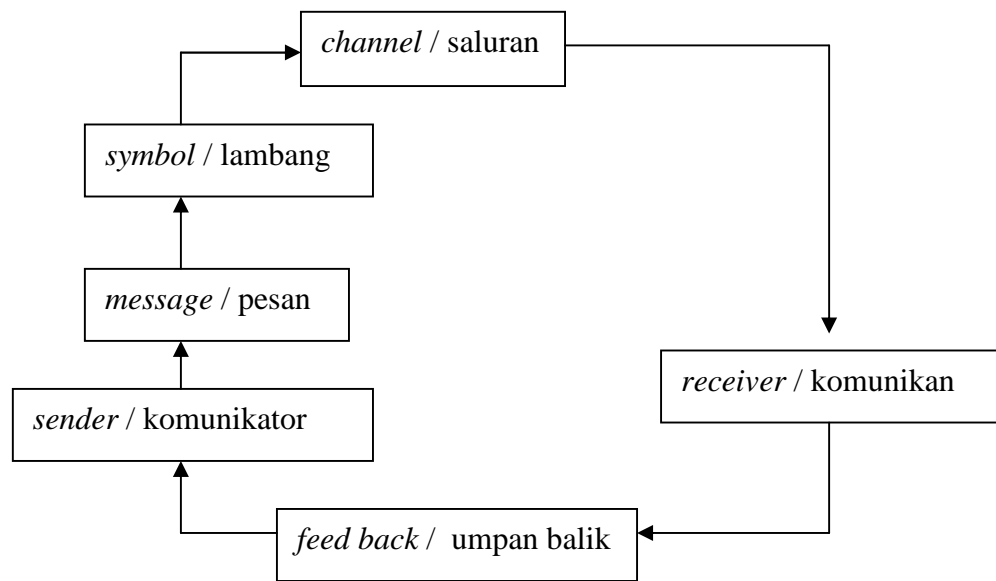 channel / saluran
symbol / lambang
message / pesan
receiver / komunikan
sender / komunikator
feed back / umpan balik